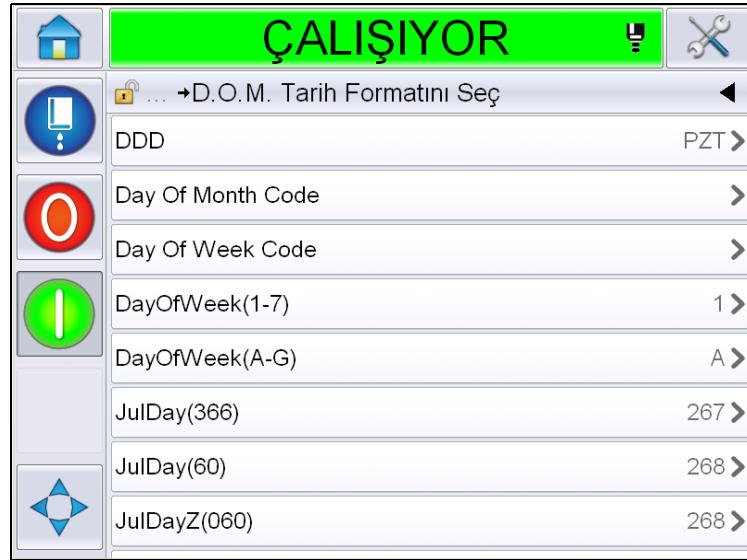 ÇALIŞIYOR
... →D.O.M. Tarih Formatını Seç
DDD PZT
Day Of Month Code
Day Of Week Code
DayOfWeek(1-7) 1
DayOfWeek(A-G) A
JulDay(366) 267
JulDay(60) 268
JulDayZ(060) 268